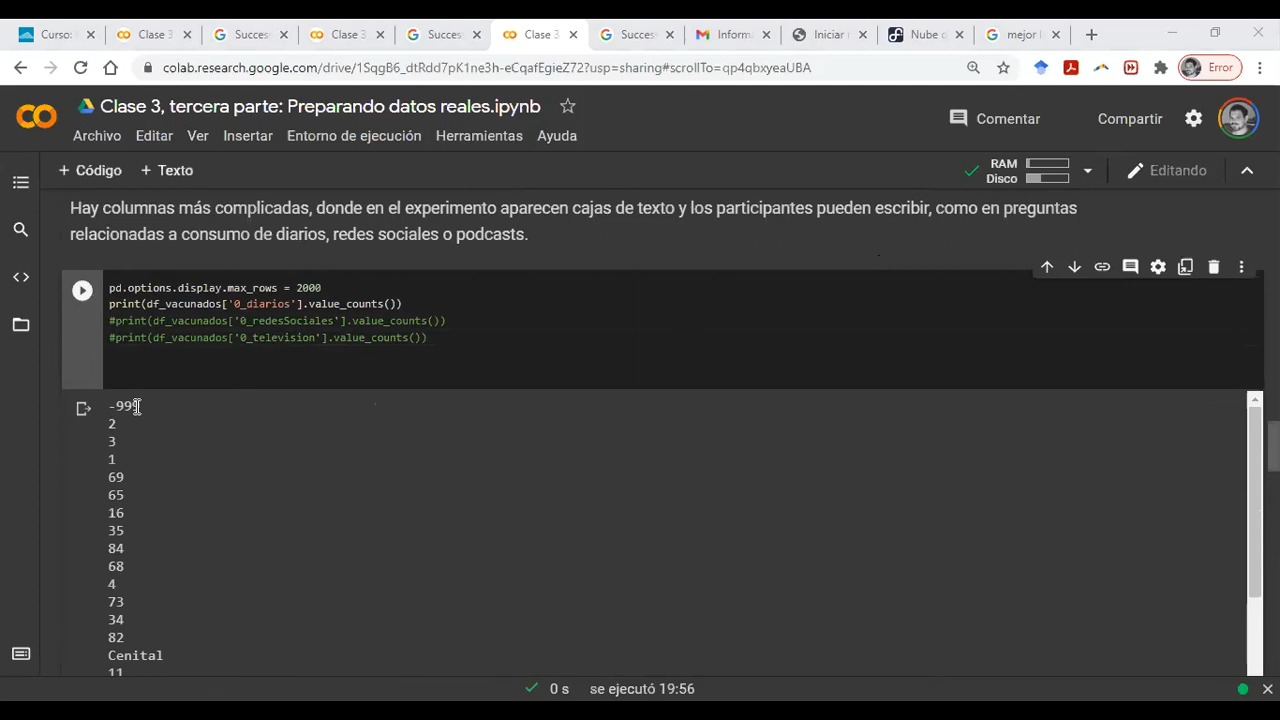 Curso:
Clase 3
Succes
Clase 3.
Succes
Clase 3
Succes
Informa
Iniciar r
Nube d
mejor l
colab.research.google.com/drive/1SqgB6_dtRdd7pK1ne3h-eCqafEgieZ72?usp=sharing#scrollTo=qp4qbxyeaUBA
Error
Clase 3, tercera parte: Preparando datos reales.ipynb
Archivo Editar Ver Insertar Entorno de ejecución Herramientas Ayuda
Comentar Compartir
+ Código + Texto
RAM
Disco
Editando
Hay columnas más complicadas, donde en el experimento aparecen cajas de texto y los participantes pueden escribir, como en preguntas
relacionadas a consumo de diarios, redes sociales o podcasts.
pd.options.display.max_rows = 2000
print(df_vacunados['0_diarios'].value_counts())
#print(df_vacunados['0_redesSociales'].value_counts())
#print(df_vacunados['0_television'].value_counts())
-999
2
3
1
69
65
16
35
84
68
4
73
34
82
Cenital
11
0 s se ejecutó 19:56